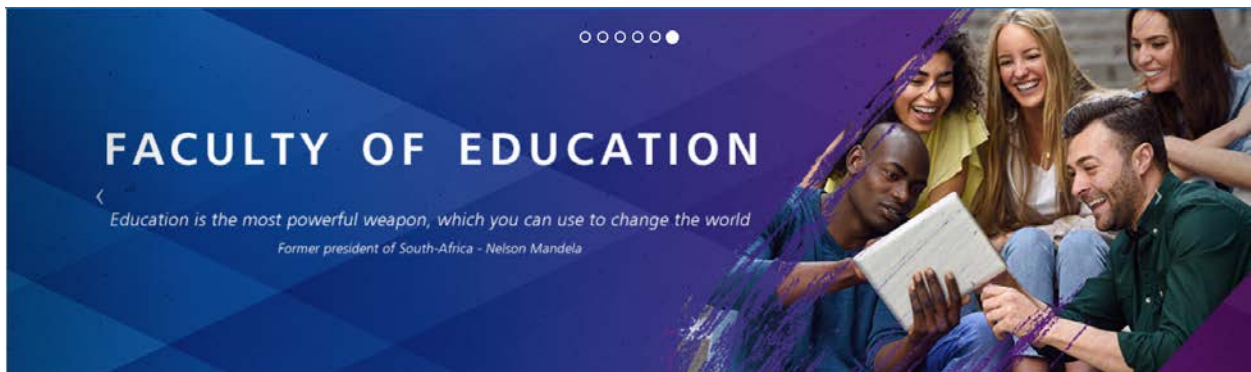 FACULTY OF EDUCATION
Education is the most powerful weapon, which you can use to change the world
Former president of South-Africa - Nelson Mandela